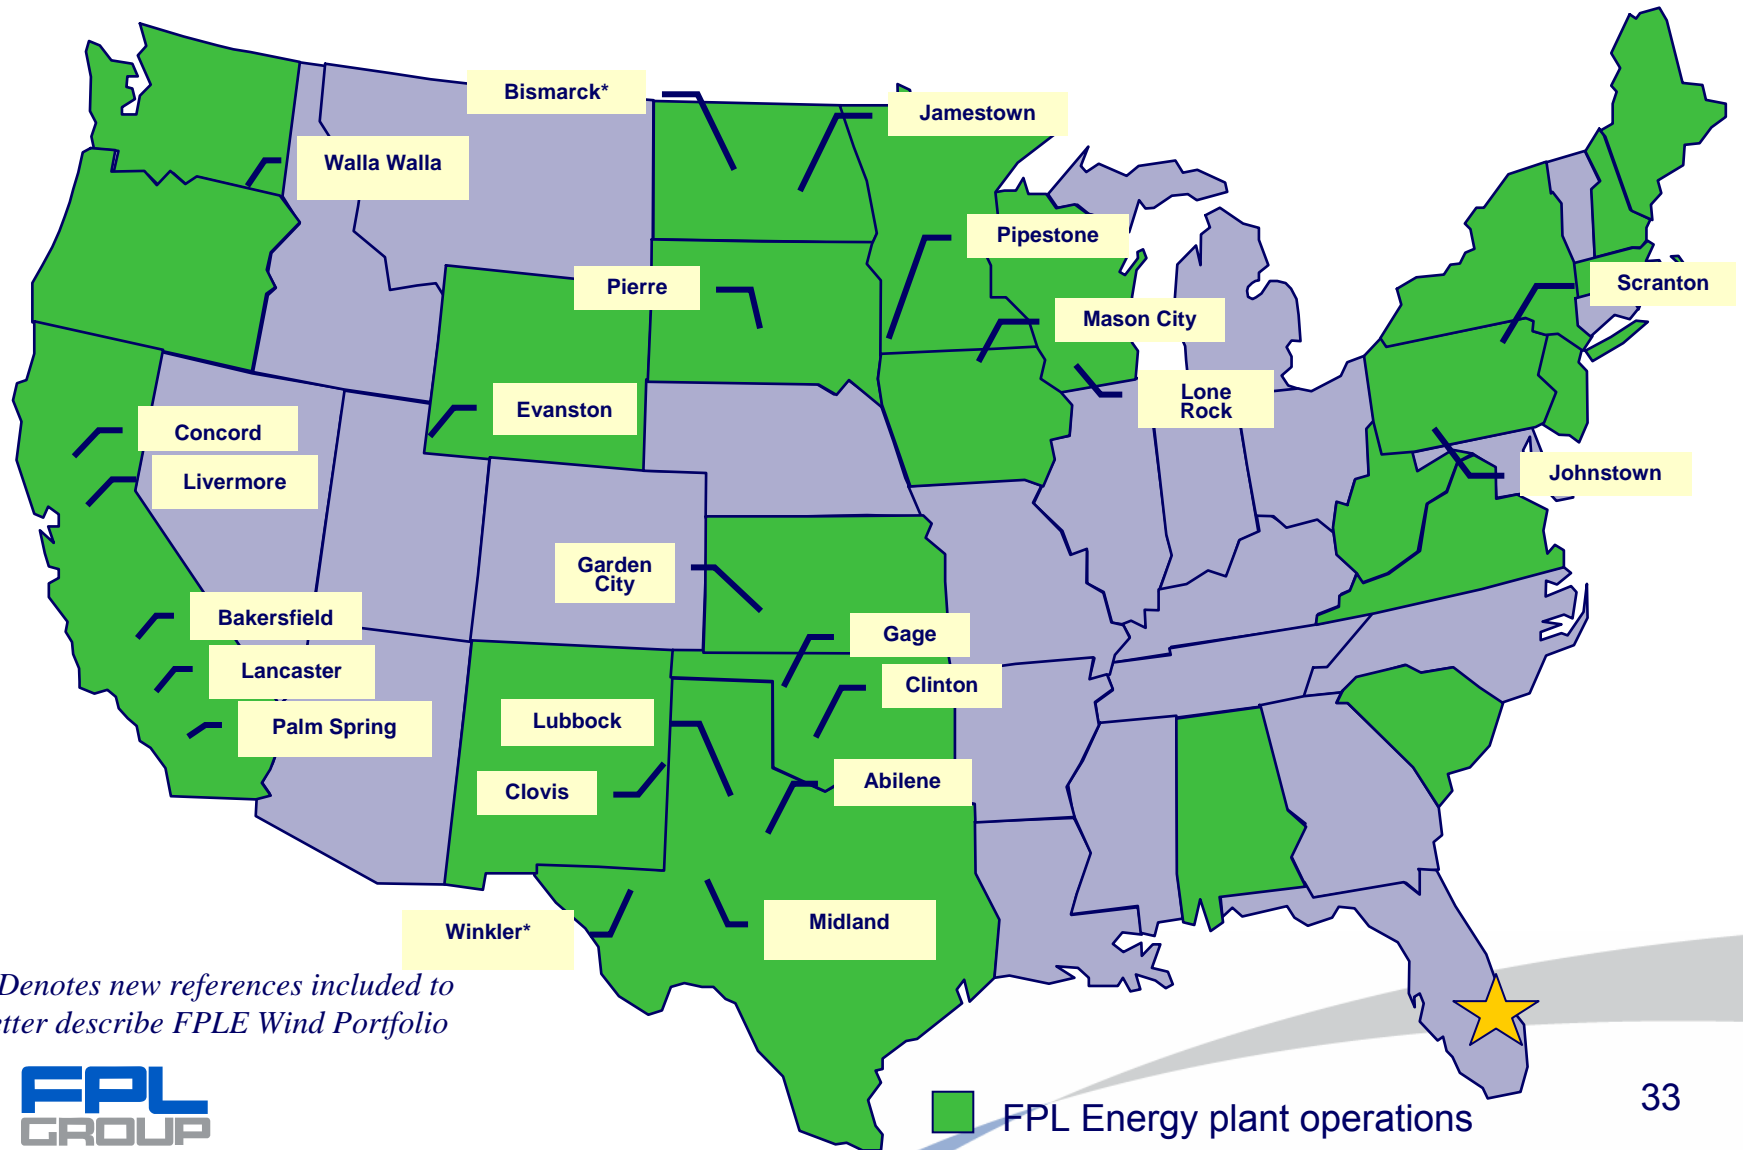 Bismarck*
Jamestown
Walla Walla
Pipestone
Pierre
Scranton
Mason City
Evanston
Lone
Rock
Concord
Livermore
Johnstown
Garden
City
Bakersfield
Gage
Lancaster
Clinton
Lubbock
Palm Spring
Clovis
Abilene
Winkler*
Midland
Denotes new references included to
etter describe FPLE Wind Portfolio
FPL
GROUP
FPL Energy plant operations
33